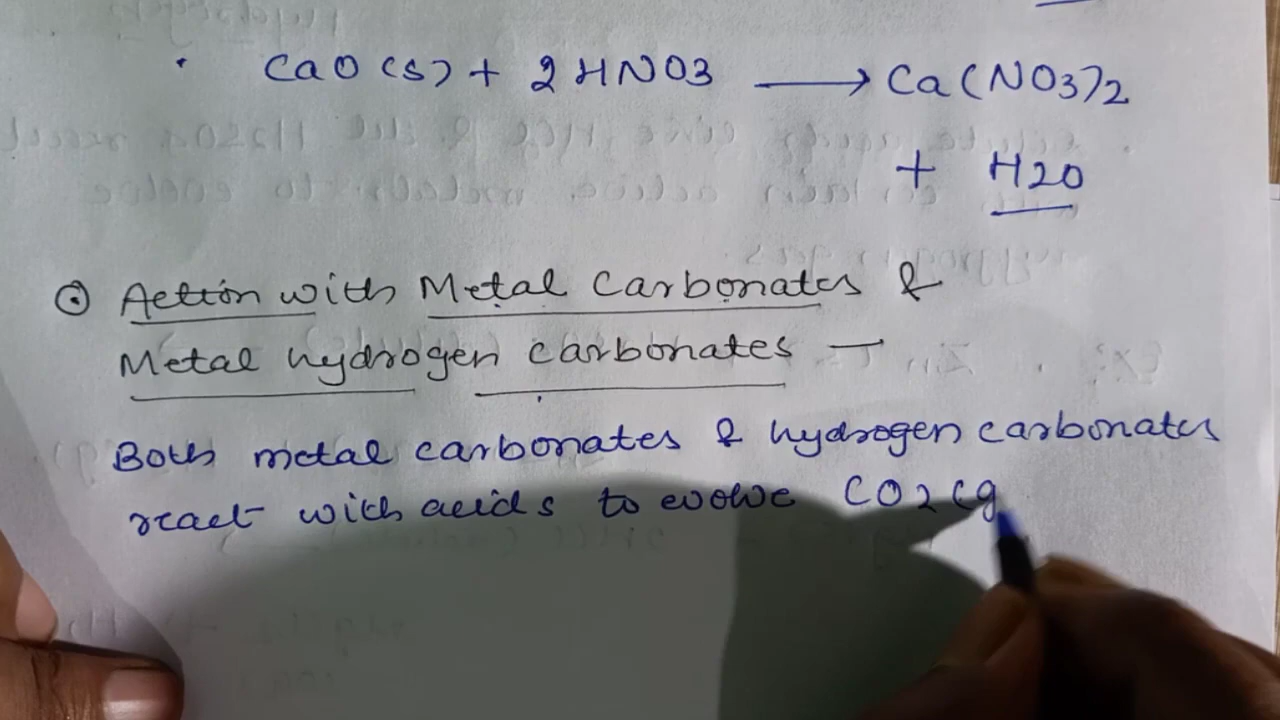 . CaO (s) + 2HNO3 → Ca(NO3)2
+ H2O
⊙ Action with Metal Carbonates &
Metal hydrogen carbonates —
Both metal carbonates & hydrogen carbonates
react with acids to evolve CO2(g